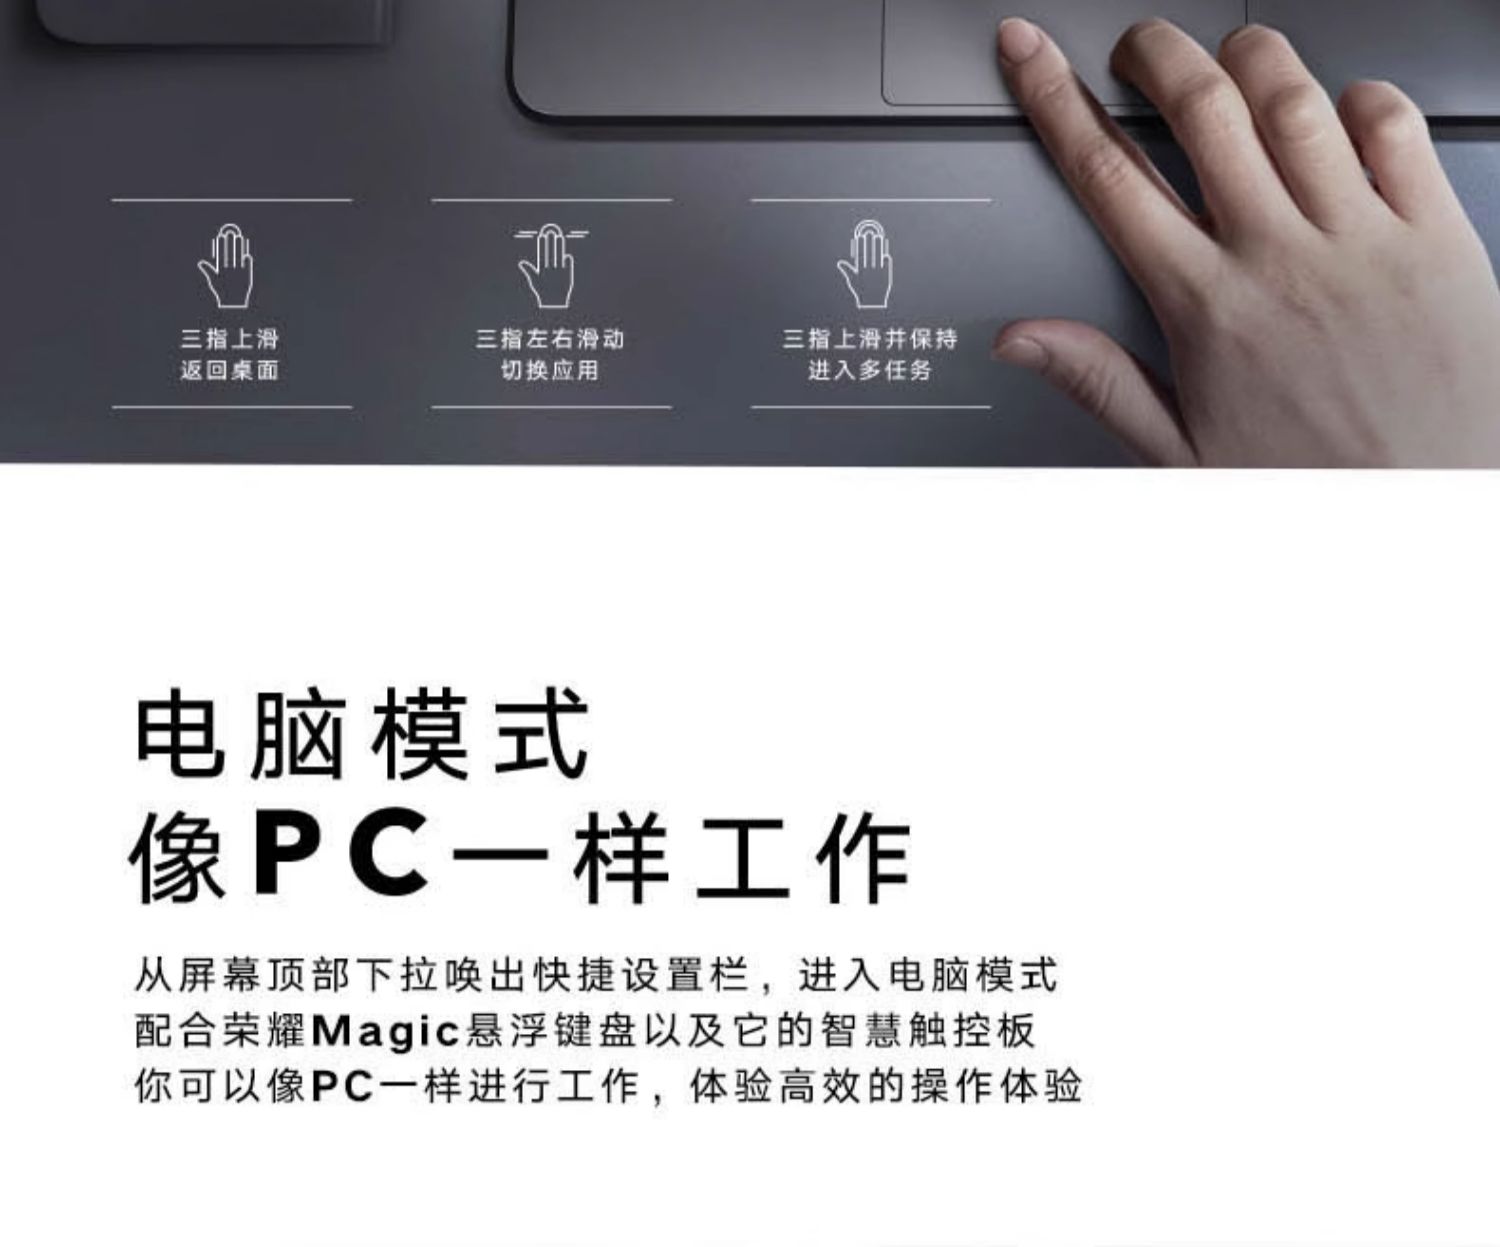 三指上滑
返回桌面
三指左右滑动
切换应用
三指上滑并保持
进入多任务
电脑模式
像PC一样工作
从屏幕顶部下拉唤出快捷设置栏，进入电脑模式
配合荣耀Magic悬浮键盘以及它的智慧触控板
你可以像PC一样进行工作，体验高效的操作体验